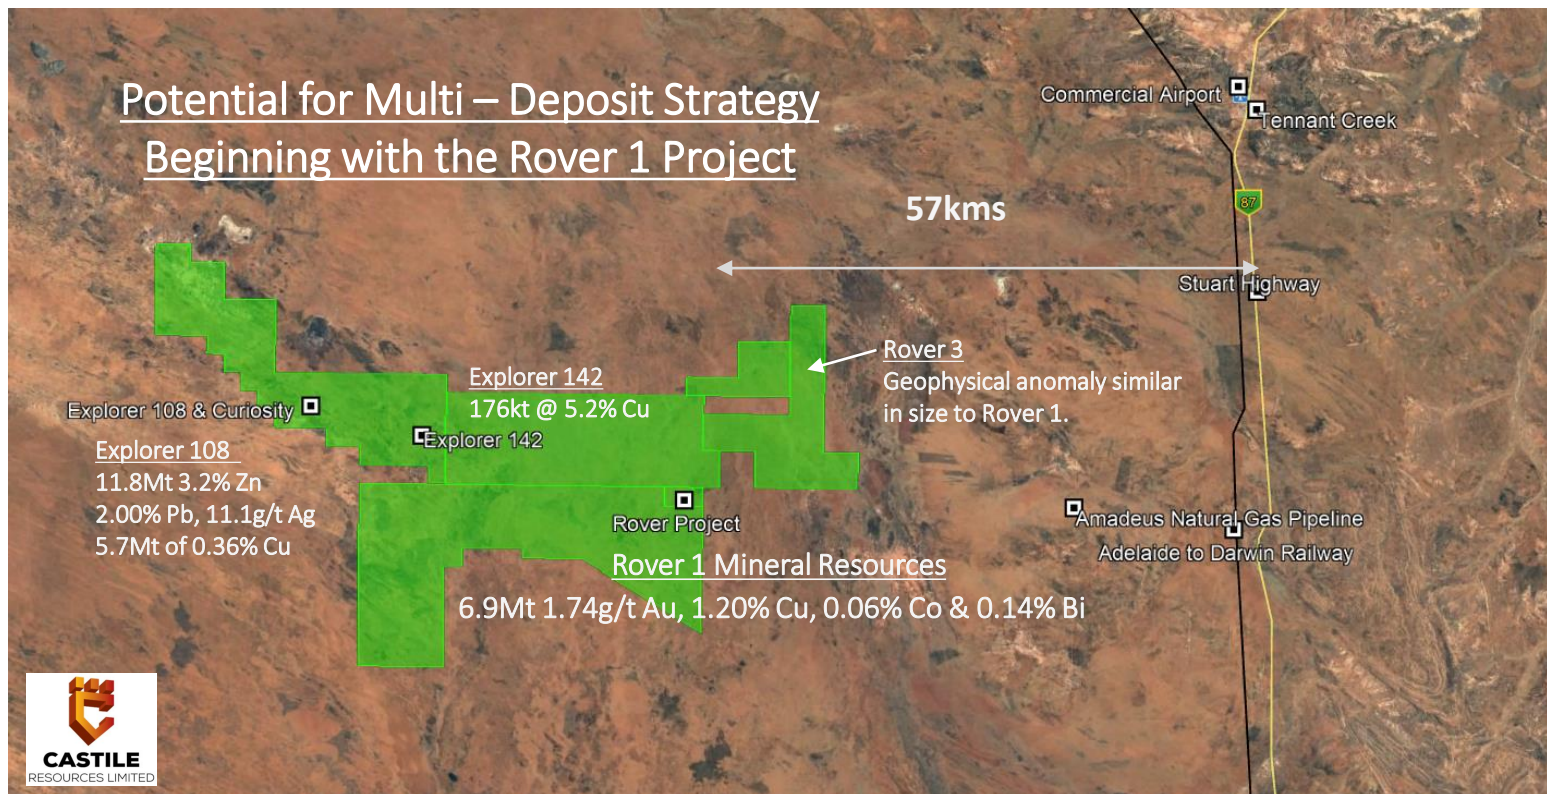 Potential for Multi – Deposit Strategy
Beginning with the Rover 1 Project
Commercial Airport
Tennant Creek
87
57kms
Stuart Highway
Rover 3
Geophysical anomaly similar
in size to Rover 1.
Explorer 142
176kt @ 5.2% Cu
Explorer 108 & Curiosity
Explorer 142
Explorer 108
11.8Mt 3.2% Zn
2.00% Pb, 11.1g/t Ag
5.7Mt of 0.36% Cu
Rover Project
Amadeus Natural Gas Pipeline
Adelaide to Darwin Railway
Rover 1 Mineral Resources
6.9Mt 1.74g/t Au, 1.20% Cu, 0.06% Co & 0.14% Bi
CASTILE
RESOURCES LIMITED